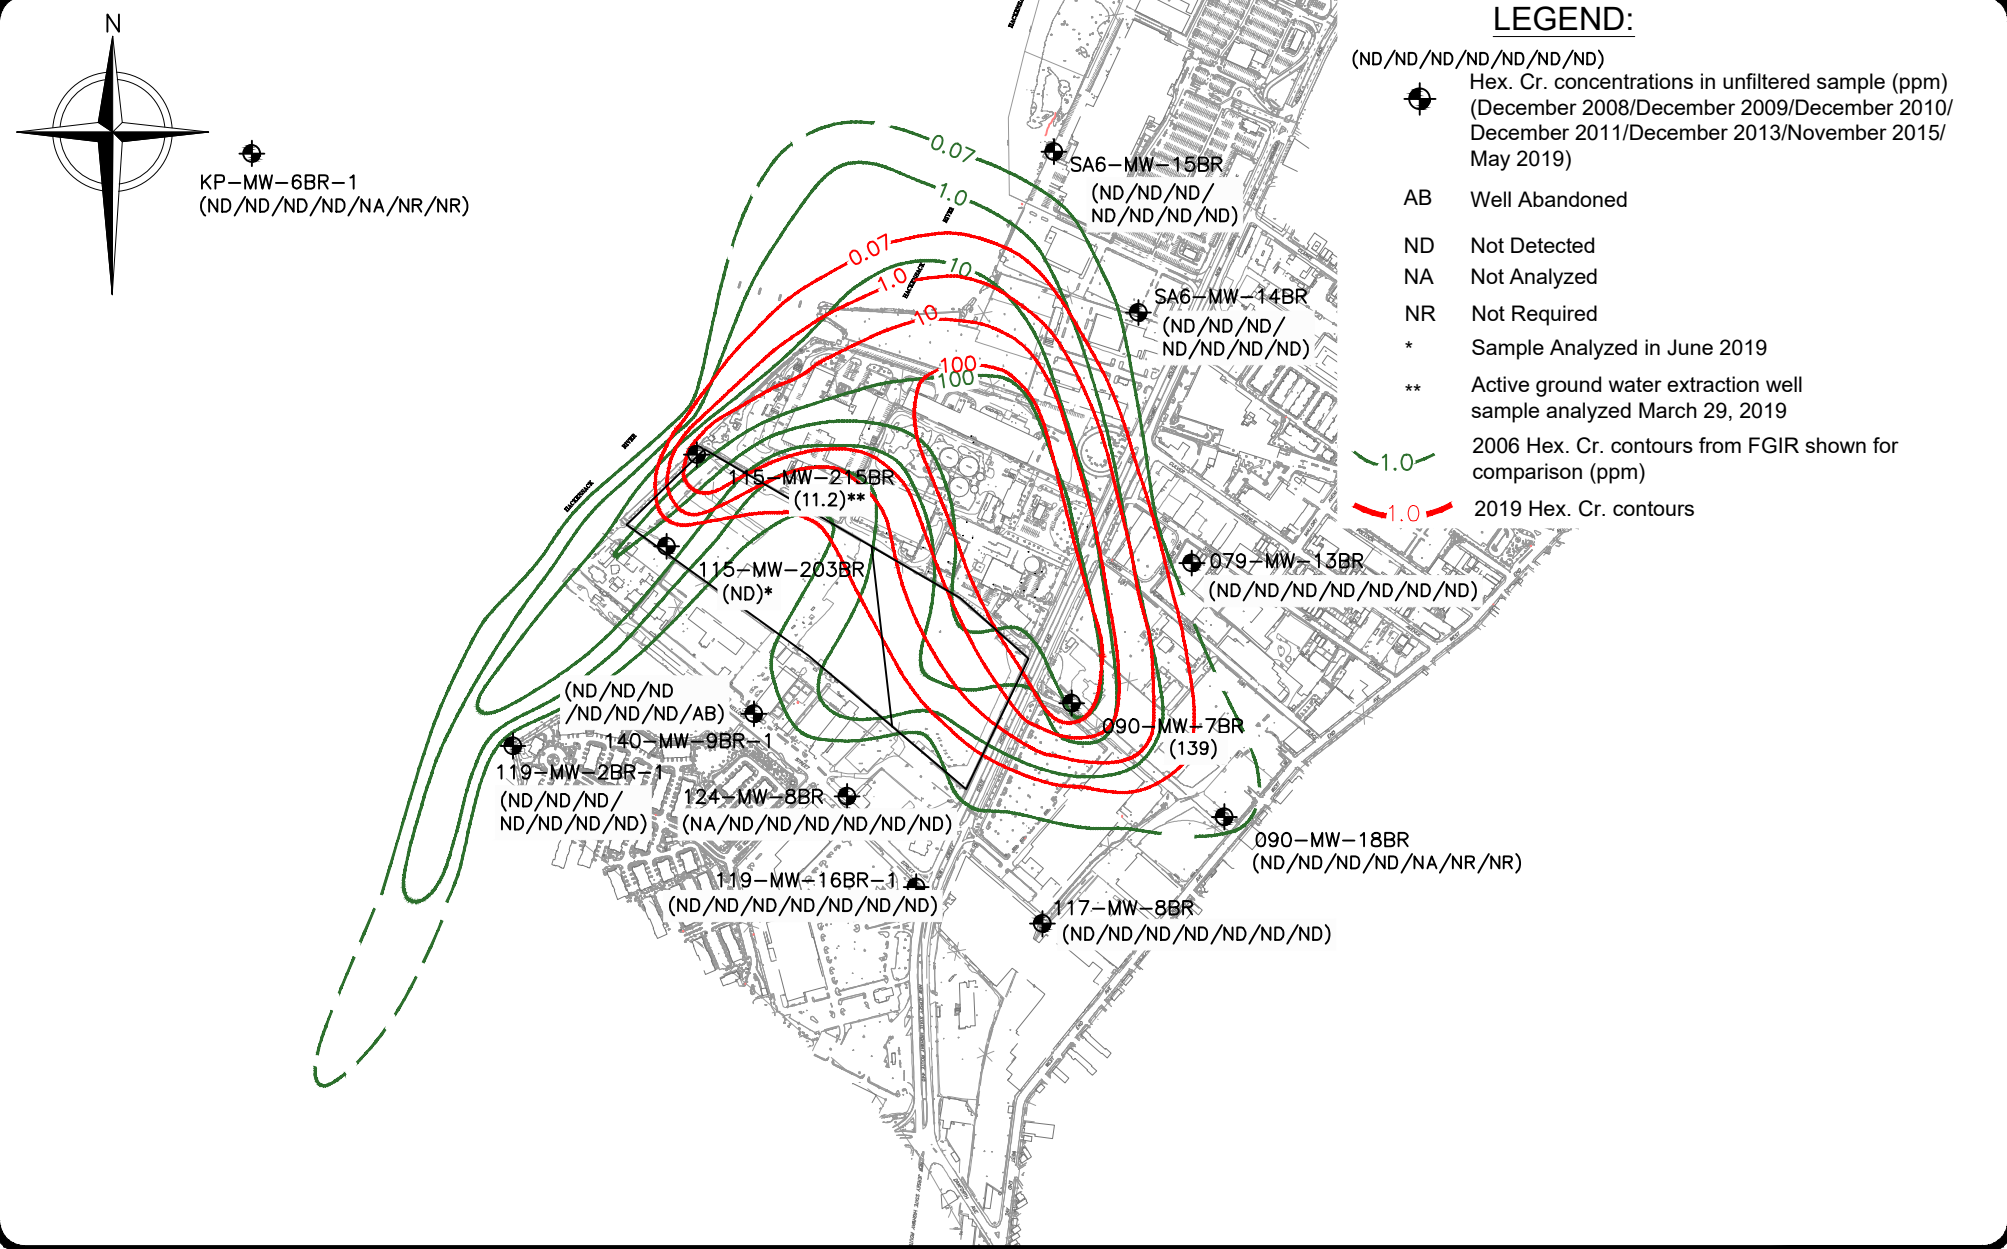 N
LEGEND:
(ND/ND/ND/ND/ND/ND/ND)
Hex. Cr. concentrations in unfiltered sample (ppm)
(December 2008/December 2009/December 2010/
December 2011/December 2013/November 2015/
May 2019)
AB Well Abandoned
ND Not Detected
NA Not Analyzed
NR Not Required
* Sample Analyzed in June 2019
** Active ground water extraction well
sample analyzed March 29, 2019
1.0 2006 Hex. Cr. contours from FGIR shown for
comparison (ppm)
1.0 2019 Hex. Cr. contours
KP-MW-6BR-1
(ND/ND/ND/ND/NA/NR/NR)
0.07
1.0
SA6-MW-15BR
(ND/ND/ND/
ND/ND/ND/ND)
RIVER
0.07
10
1.0
HACKENSACK
10
SA6-MW-14BR
(ND/ND/ND/
ND/ND/ND/ND)
100
100
RIVER
HACKENSACK
115-MW-215BR
(11.2)**
115-MW-203BR
(ND)*
079-MW-13BR
(ND/ND/ND/ND/ND/ND/ND)
(ND/ND/ND
/ND/ND/ND/AB)
140-MW-9BR-1
119-MW-2BR-1
(ND/ND/ND/
ND/ND/ND/ND)
090-MW-7BR
(139)
124-MW-8BR
(NA/ND/ND/ND/ND/ND/ND)
090-MW-18BR
(ND/ND/ND/ND/NA/NR/NR)
119-MW-16BR-1
(ND/ND/ND/ND/ND/ND/ND)
117-MW-8BR
(ND/ND/ND/ND/ND/ND/ND)